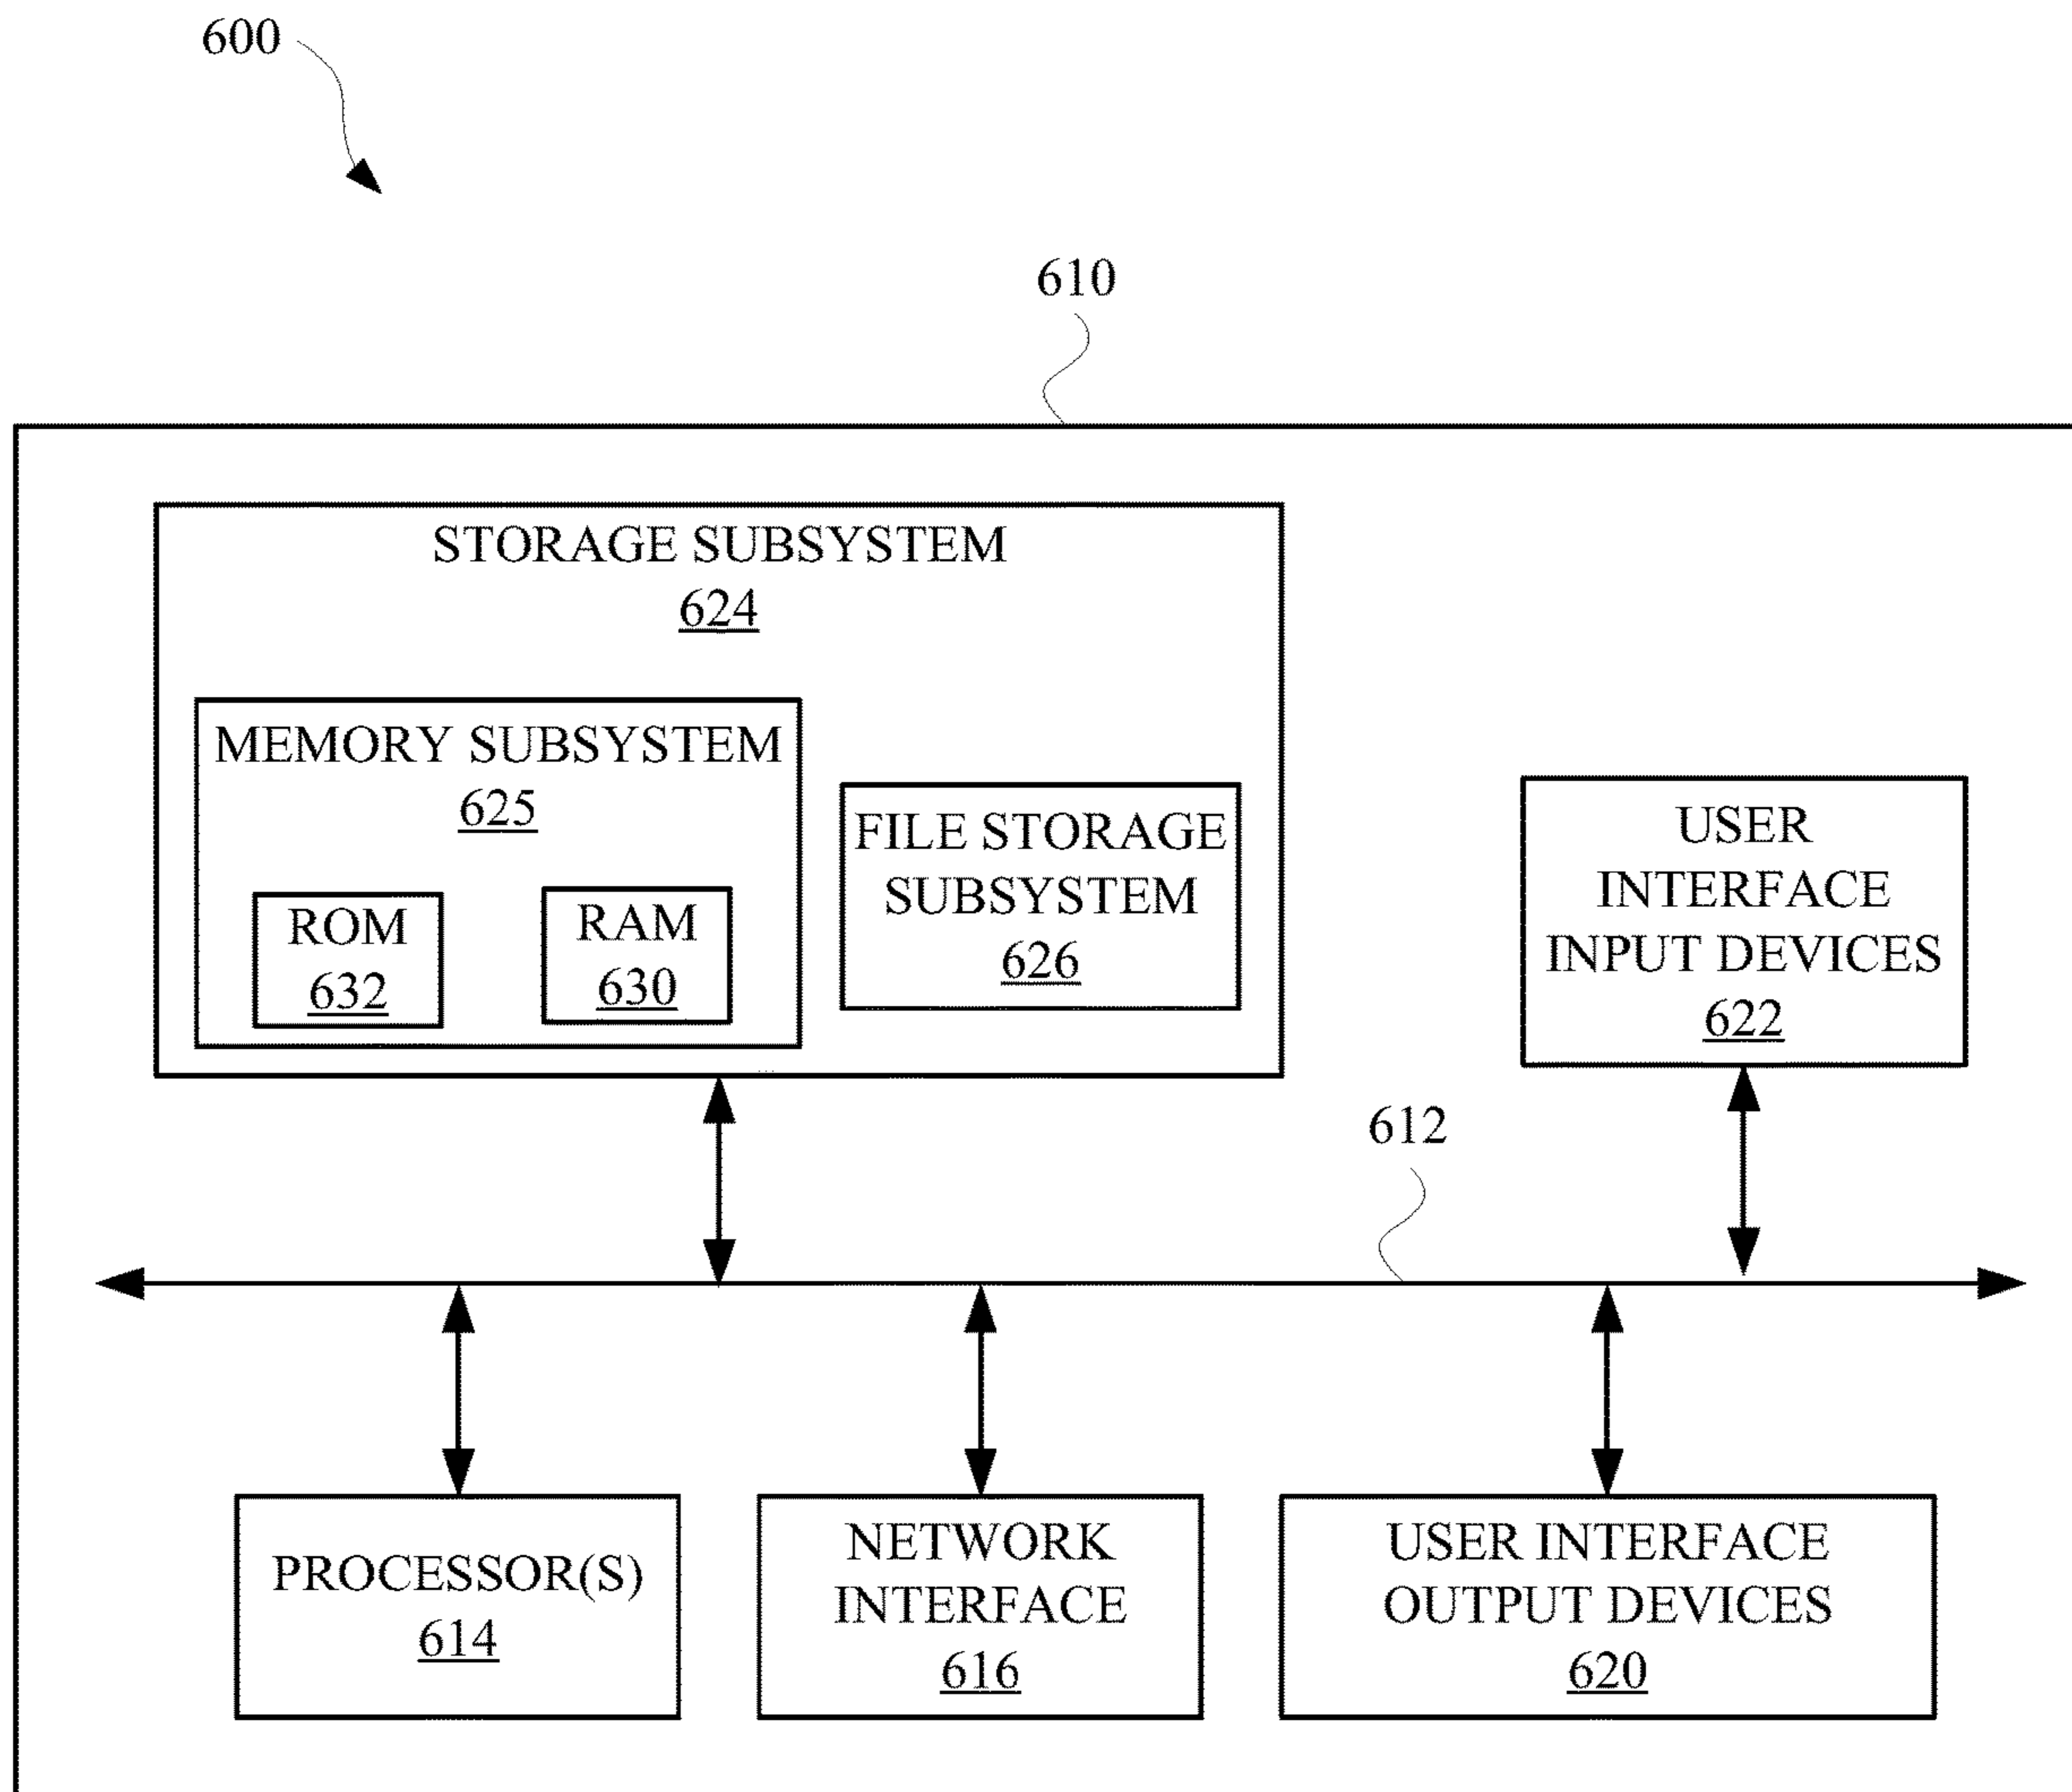 600
610
STORAGE SUBSYSTEM
624
MEMORY SUBSYSTEM
625
ROM
632
RAM
630
FILE STORAGE
SUBSYSTEM
626
USER
INTERFACE
INPUT DEVICES
622
612
PROCESSOR(S)
614
NETWORK
INTERFACE
616
USER INTERFACE
OUTPUT DEVICES
620